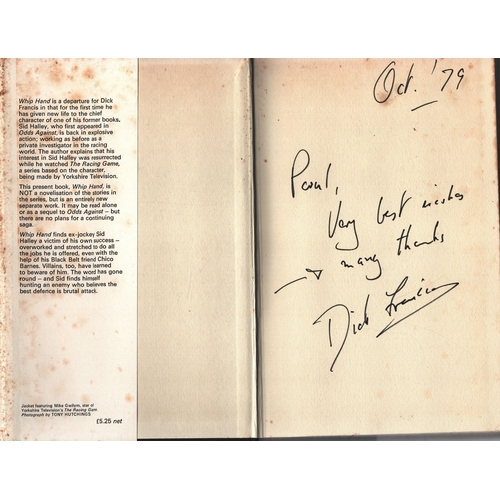 Whip Hand is a departure for Dick
Francis in that for the first time he
has given new life to the chief
character of one of his former books.
Sid Halley, who first appeared in
Odds Against, is back in explosive
action; working as before as a
private investigator in the racing
world. The author explains that his
interest in Sid Halley was resurrected
while he watched The Racing Game,
a series based on the character,
being made by Yorkshire Television.
This present book, Whip Hand, is
NOT a novelisation of the stories in
the series, but is an entirely new
separate work. It may be read alone
or as a sequel to Odds Against – but
there are no plans for a continuing
saga.
Whip Hand finds ex-jockey Sid
Halley a victim of his own success –
overworked and stretched to do all
the jobs he is offered, even with the
help of his Black Belt friend Chico
Barnes. Villains, too, have learned
to beware of him. The word has gone
round – and Sid finds himself
hunting an enemy who believes the
best defence is brutal attack.
Jacket featuring Mike Gwilym, star of
Yorkshire Television's The Racing Gam
Photograph by TONY HUTCHINGS
£5.25 net
Oct. '79
Paul,
Very best wishes
+ many thanks
Dick Francis